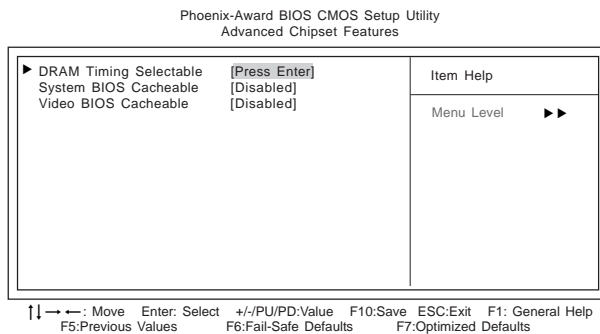 Phoenix-Award BIOS CMOS Setup Utility
Advanced Chipset Features
▶ DRAM Timing Selectable [Press Enter]
System BIOS Cacheable [Disabled]
Video BIOS Cacheable [Disabled]
Item Help
Menu Level ▶▶
↑↓→←: Move Enter: Select +/-/PU/PD:Value F10:Save ESC:Exit F1: General Help
F5:Previous Values F6:Fail-Safe Defaults F7:Optimized Defaults